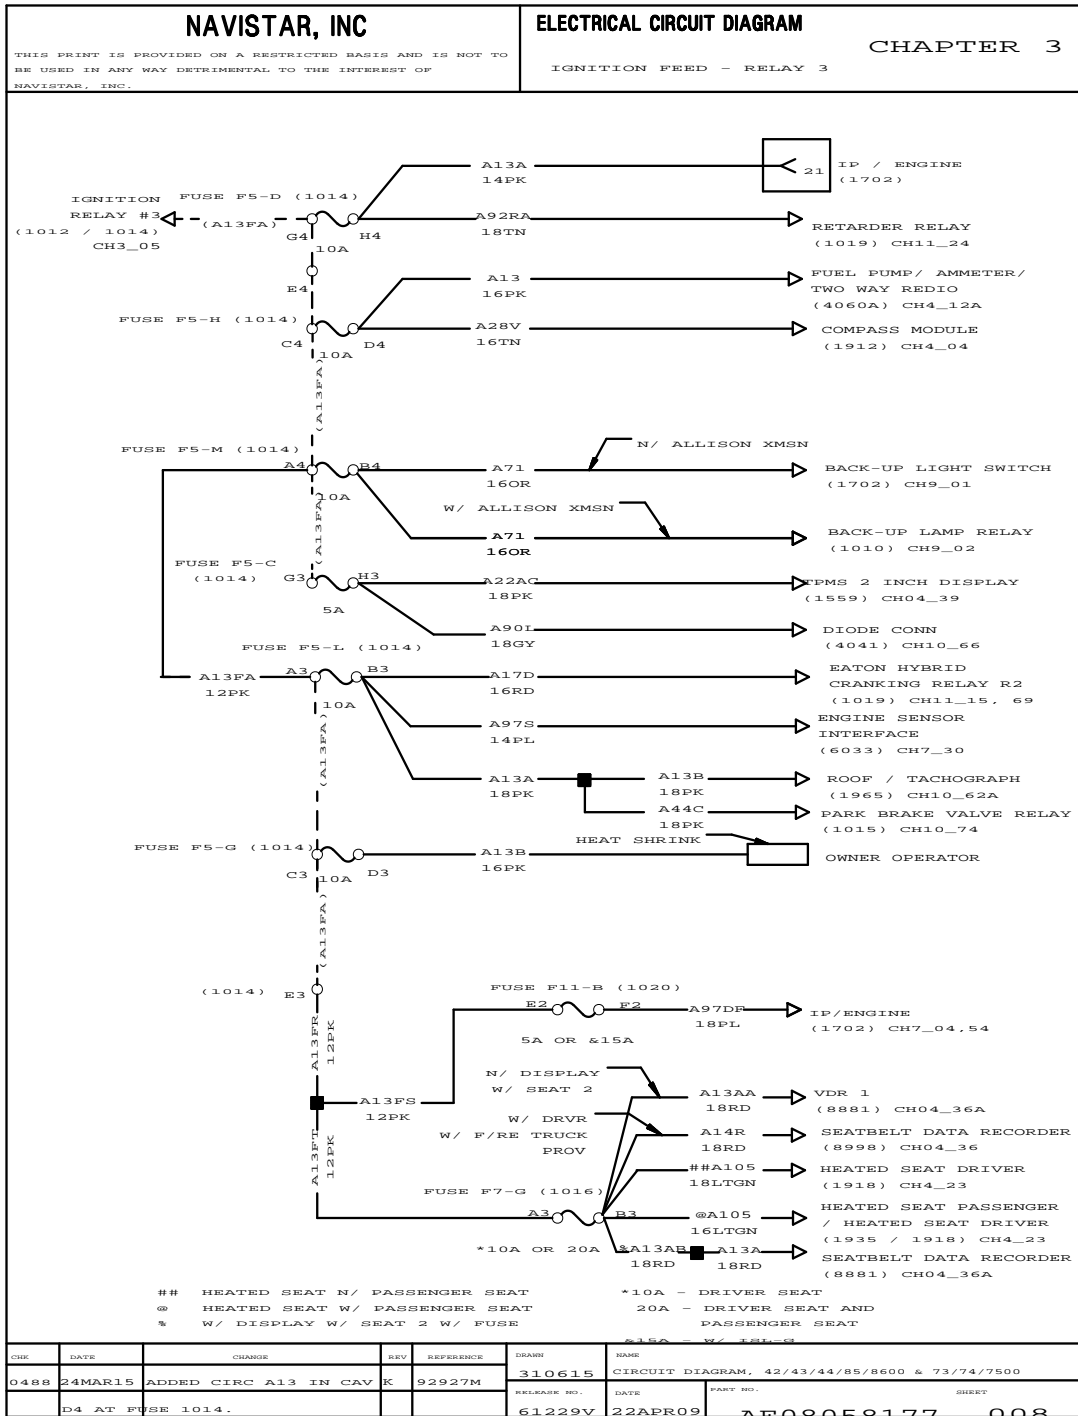 NAVISTAR, INC
THIS PRINT IS PROVIDED ON A RESTRICTED BASIS AND IS NOT TO
BE USED IN ANY WAY DETRIMENTAL TO THE INTEREST OF
NAVISTAR, INC.
ELECTRICAL CIRCUIT DIAGRAM
CHAPTER 3
IGNITION FEED - RELAY 3
A13A
14PK
21
IP / ENGINE
(1702)
IGNITION
RELAY #3
(1012 / 1014)
CH3_05
FUSE F5-D (1014)
(A13FA)
G4
H4
10A
A92RA
18TN
RETARDER RELAY
(1019) CH11_24
E4
A13
16PK
FUEL PUMP/ AMMETER/
TWO WAY REDIO
(4060A) CH4_12A
FUSE F5-H (1014)
C4
D4
10A
A28V
16TN
COMPASS MODULE
(1912) CH4_04
(A13FA)
N/ ALLISON XMSN
FUSE F5-M (1014)
A4
B4
10A
A71
16OR
BACK-UP LIGHT SWITCH
(1702) CH9_01
W/ ALLISON XMSN
(A13FA)
A71
16OR
BACK-UP LAMP RELAY
(1010) CH9_02
FUSE F5-C
(1014)
G3
H3
5A
A22AC
18PK
TPMS 2 INCH DISPLAY
(1559) CH04_39
A90L
18GY
DIODE CONN
(4041) CH10_66
FUSE F5-L (1014)
A13FA
12PK
A3
B3
10A
A17D
16RD
EATON HYBRID
CRANKING RELAY R2
(1019) CH11_15, 69
A97S
14PL
ENGINE SENSOR
INTERFACE
(6033) CH7_30
(A13FA)
A13A
18PK
A13B
18PK
ROOF / TACHOGRAPH
(1965) CH10_62A
A44C
18PK
PARK BRAKE VALVE RELAY
(1015) CH10_74
HEAT SHRINK
FUSE F5-G (1014)
C3
10A
D3
A13B
16PK
OWNER OPERATOR
(A13FA)
(1014)
E3
FUSE F11-B (1020)
E2
F2
A97DF
18PL
IP/ENGINE
(1702) CH7_04,54
5A OR &15A
A13FR
12PK
N/ DISPLAY
W/ SEAT 2
A13FS
12PK
A13AA
18RD
VDR 1
(8881) CH04_36A
W/ DRVR
W/ F/RE TRUCK
PROV
A14R
18RD
SEATBELT DATA RECORDER
(8998) CH04_36
A13FT
12PK
##A105
18LTGN
HEATED SEAT DRIVER
(1918) CH4_23
FUSE F7-G (1016)
A3
B3
@A105
16LTGN
HEATED SEAT PASSENGER
/ HEATED SEAT DRIVER
(1935 / 1918) CH4_23
*10A OR 20A
%A13AB
18RD
A13A
18RD
SEATBELT DATA RECORDER
(8881) CH04_36A
## HEATED SEAT N/ PASSENGER SEAT
@ HEATED SEAT W/ PASSENGER SEAT
% W/ DISPLAY W/ SEAT 2 W/ FUSE
*10A - DRIVER SEAT
20A - DRIVER SEAT AND
PASSENGER SEAT
&15A - W/ ISL-G
CHK DATE CHANGE REV REFERENCE
0488 24MAR15 ADDED CIRC A13 IN CAV K 92927M
D4 AT FUSE 1014.
DRAWN
310615
NAME
CIRCUIT DIAGRAM, 42/43/44/85/8600 & 73/74/7500
RELEASE NO.
61229V
DATE
22APR09
PART NO.
AF08058177
SHEET
008